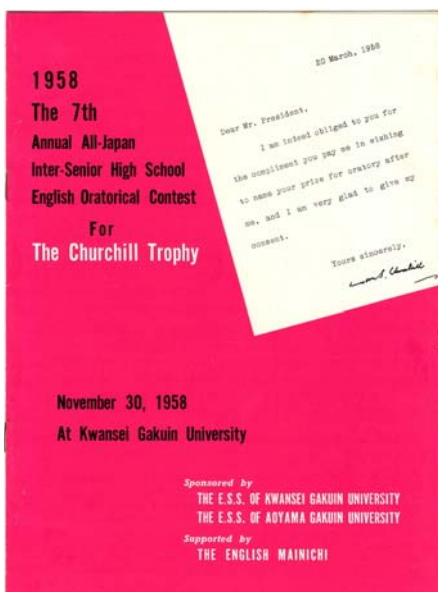 1958
The 7th
Annual All-Japan
Inter-Senior High School
English Oratorical Contest
For
The Churchill Trophy
20 March, 1958
Dear Mr. President,
I am indeed obliged to you for
the compliment you pay me in wishing
to name your prize for oratory after
me, and I am very glad to give my
consent.
Yours sincerely,
November 30, 1958
At Kwansei Gakuin University
Sponsored by
THE E.S.S. OF KWANSEI GAKUIN UNIVERSITY
THE E.S.S. OF AOYAMA GAKUIN UNIVERSITY
Supported by
THE ENGLISH MAINICHI